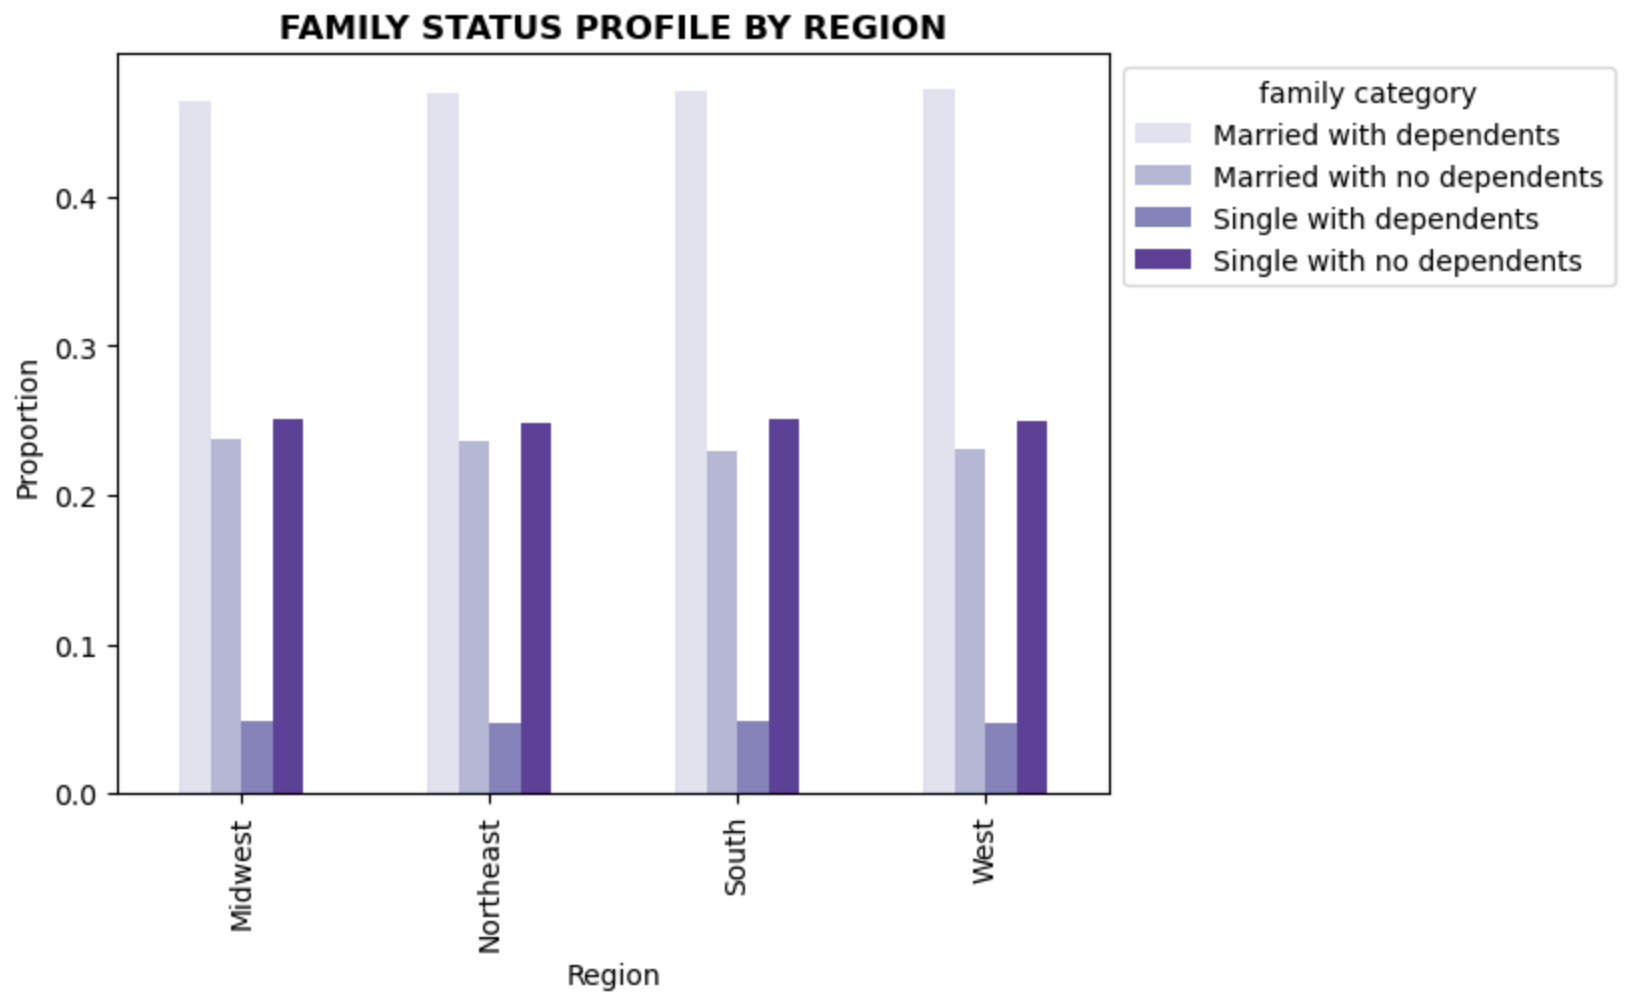 FAMILY STATUS PROFILE BY REGION
family category
Married with dependents
Married with no dependents
Single with dependents
Single with no dependents
Proportion
0.4
0.3
0.2
0.1
0.0
Midwest
Northeast
South
West
Region